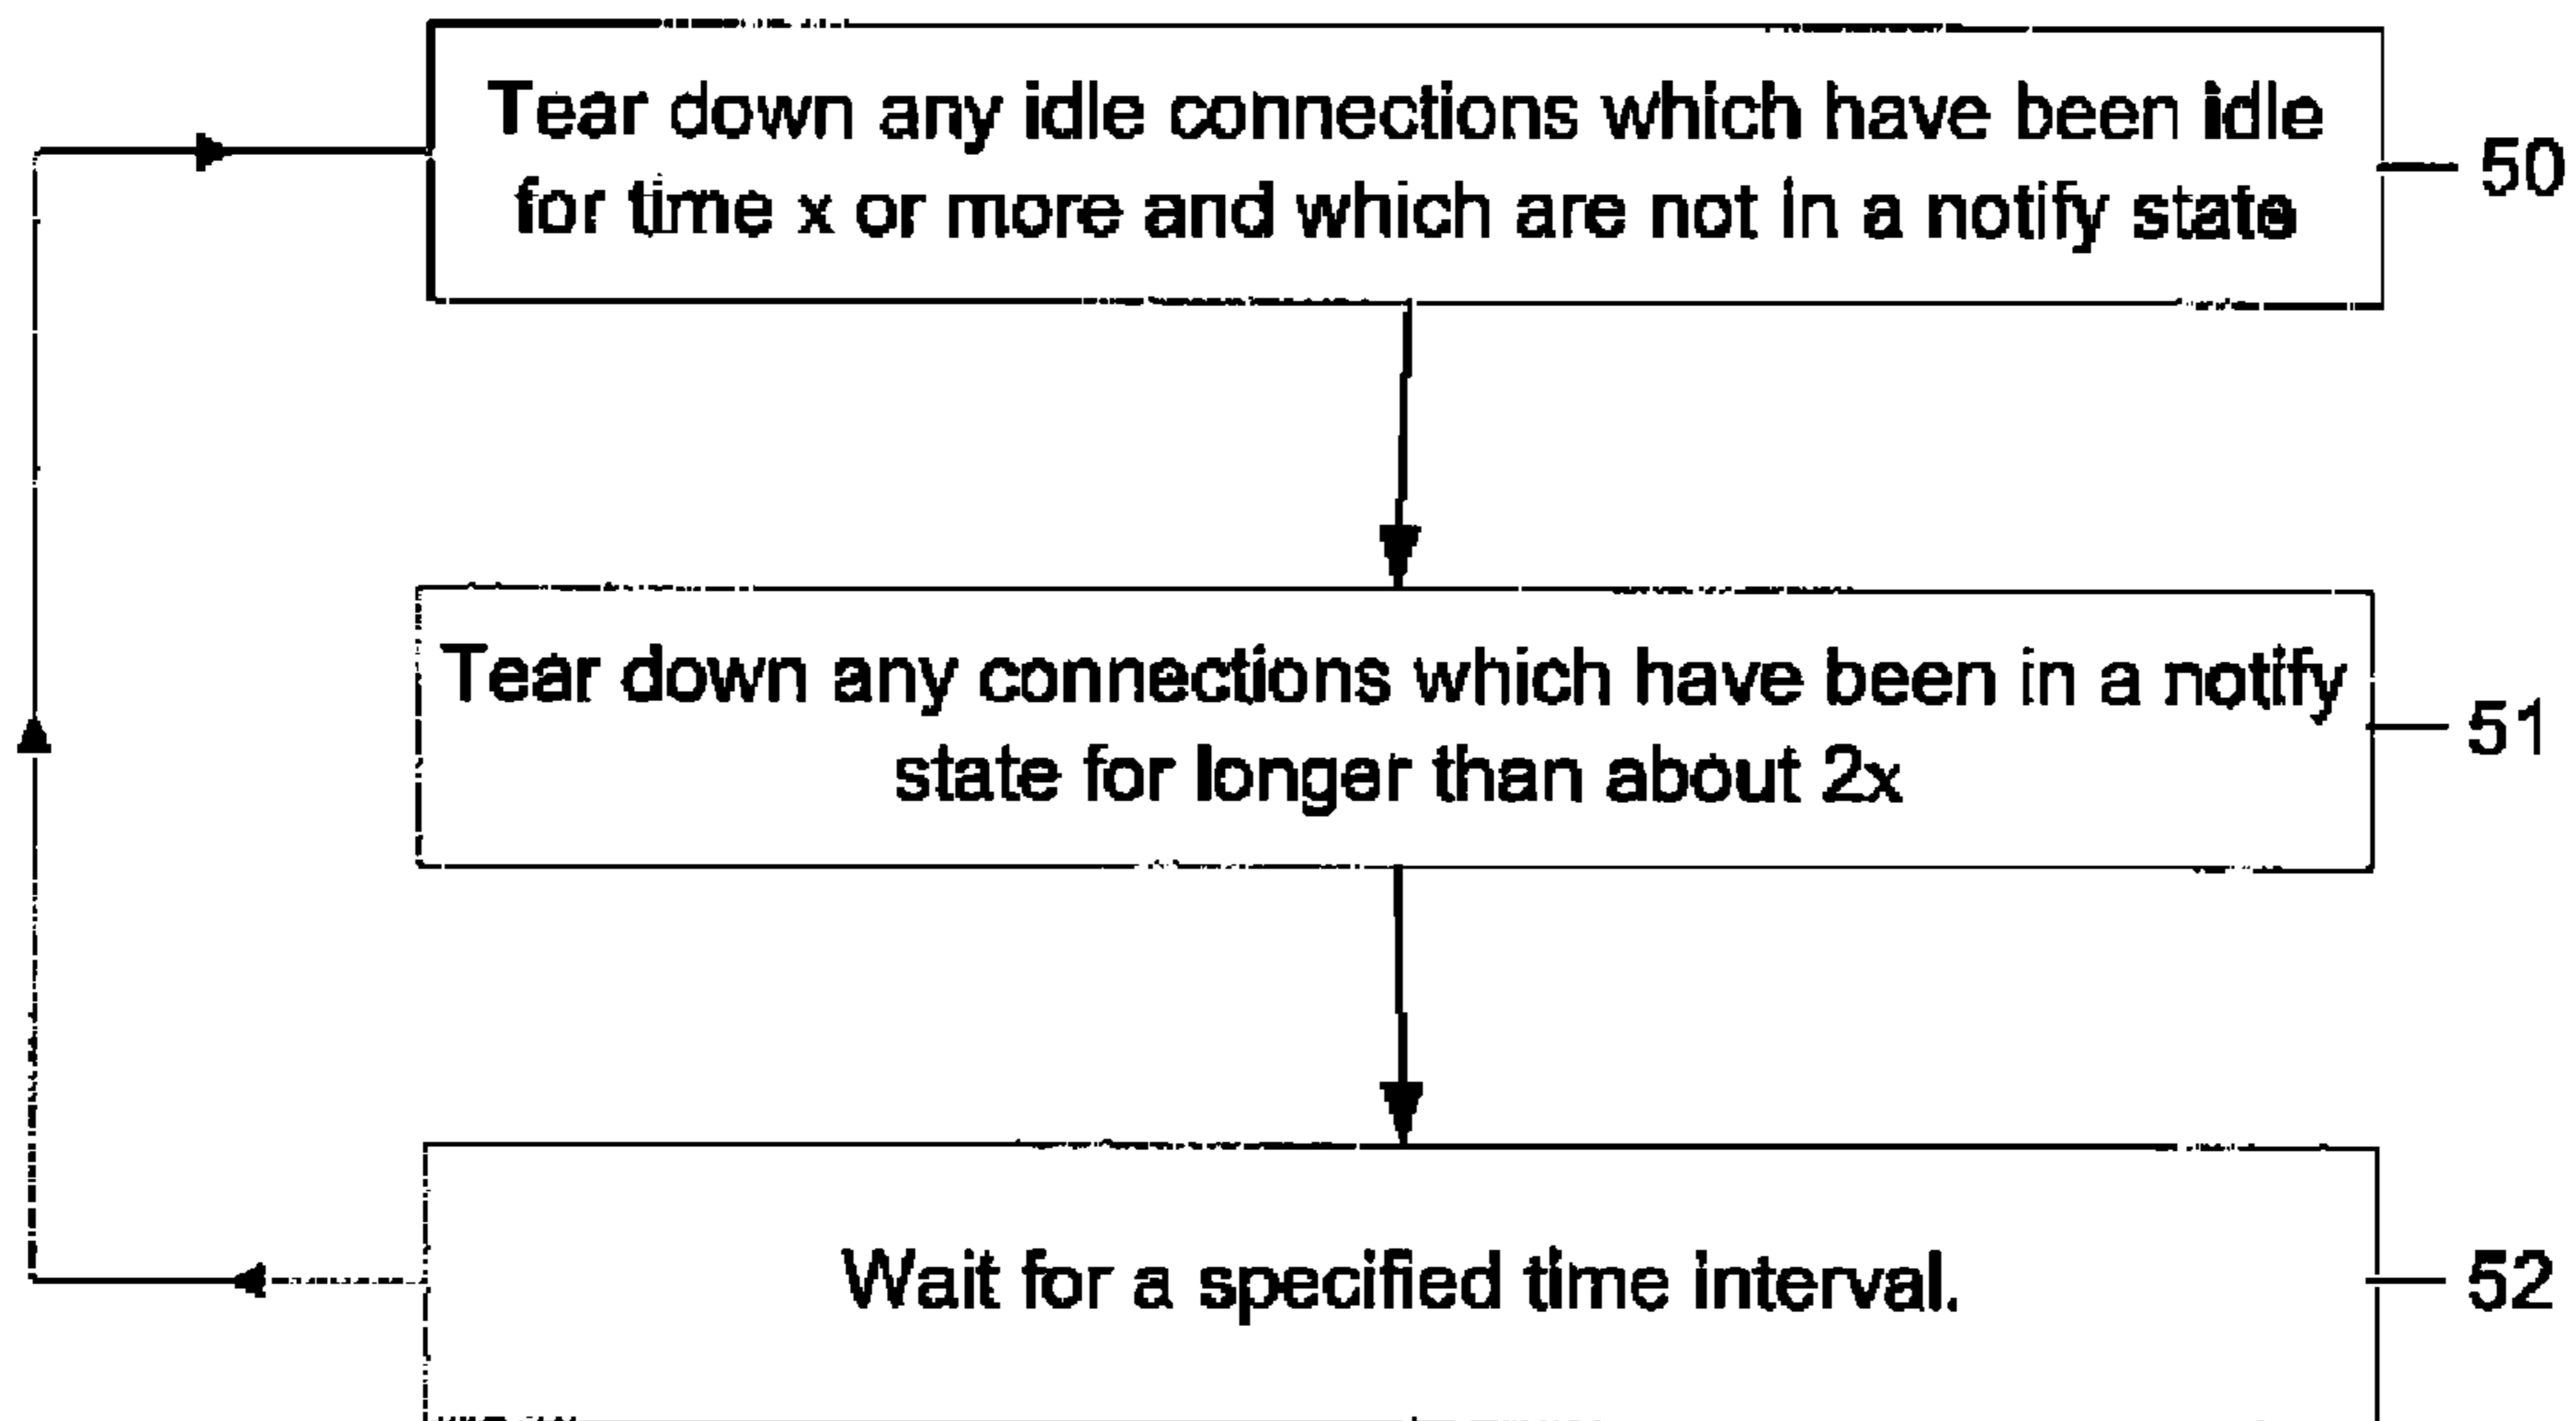 Tear down any idle connections which have been idle
for time x or more and which are not in a notify state
50
Tear down any connections which have been in a notify
state for longer than about 2x
51
Wait for a specified time interval.
52